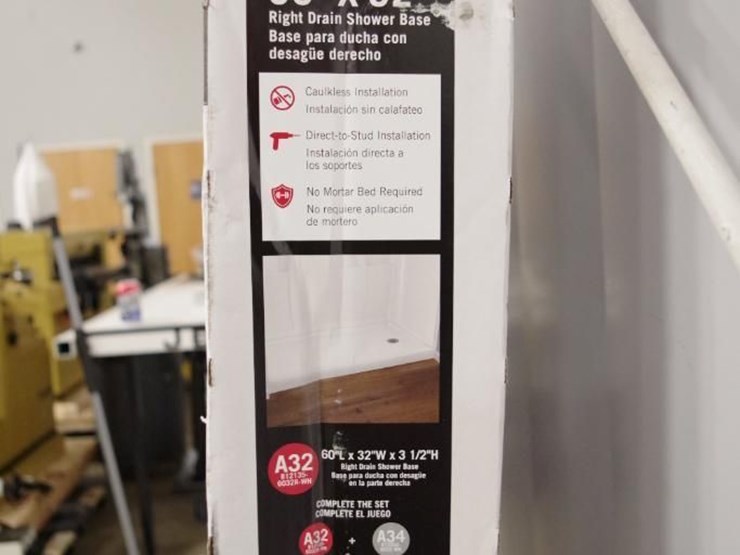 Right Drain Shower Base
Base para ducha con
desagüe derecho
Caulkless Installation
Instalación sin calafateo
Direct-to-Stud Installation
Instalación directa a
los soportes
No Mortar Bed Required
No requiere aplicación
de mortero
A32
60"L x 32"W x 3 1/2"H
Right Drain Shower Base
Base para ducha con desagüe
en la parte derecha
COMPLETE THE SET
COMPLETE EL JUEGO
A32 + A34